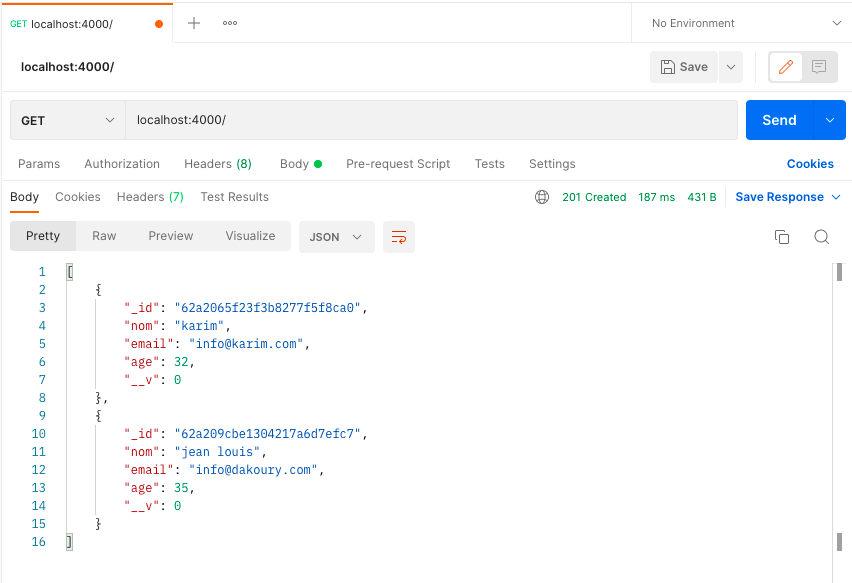 GET localhost:4000/
No Environment
localhost:4000/
Save
GET localhost:4000/ Send
Params Authorization Headers (8) Body Pre-request Script Tests Settings Cookies
Body Cookies Headers (7) Test Results 201 Created 187 ms 431 B Save Response
Pretty Raw Preview Visualize JSON
1 [
2 {
3 "_id": "62a2065f23f3b8277f5f8ca0",
4 "nom": "karim",
5 "email": "info@karim.com",
6 "age": 32,
7 "__v": 0
8 },
9 {
10 "_id": "62a209cbe1304217a6d7efc7",
11 "nom": "jean louis",
12 "email": "info@dakoury.com",
13 "age": 35,
14 "__v": 0
15 }
16 ]